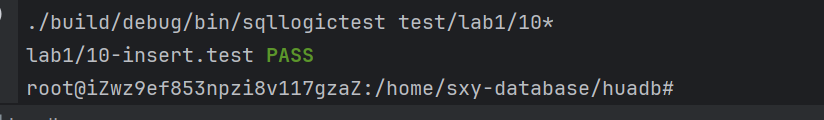 ./build/debug/bin/sqllogictest test/lab1/10*
lab1/10-insert.test PASS
root@iZwz9ef853npzi8v117gzaZ:/home/sxy-database/huadb#